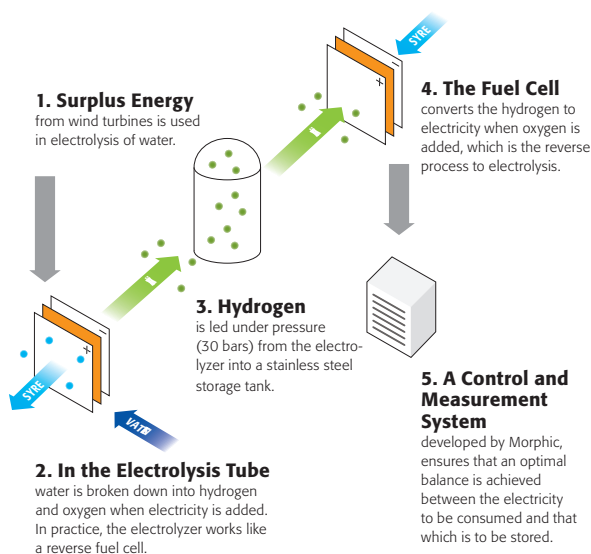 SYRE
1. Surplus Energy
from wind turbines is used
in electrolysis of water.
4. The Fuel Cell
converts the hydrogen to
electricity when oxygen is
added, which is the reverse
process to electrolysis.
3. Hydrogen
is led under pressure
(30 bars) from the electro-
lyzer into a stainless steel
storage tank.
SYRE
2. In the Electrolysis Tube
water is broken down into hydrogen
and oxygen when electricity is added.
In practice, the electrolyzer works like
a reverse fuel cell.
5. A Control and
Measurement
System
developed by Morphic,
ensures that an optimal
balance is achieved
between the electricity
to be consumed and that
which is to be stored.